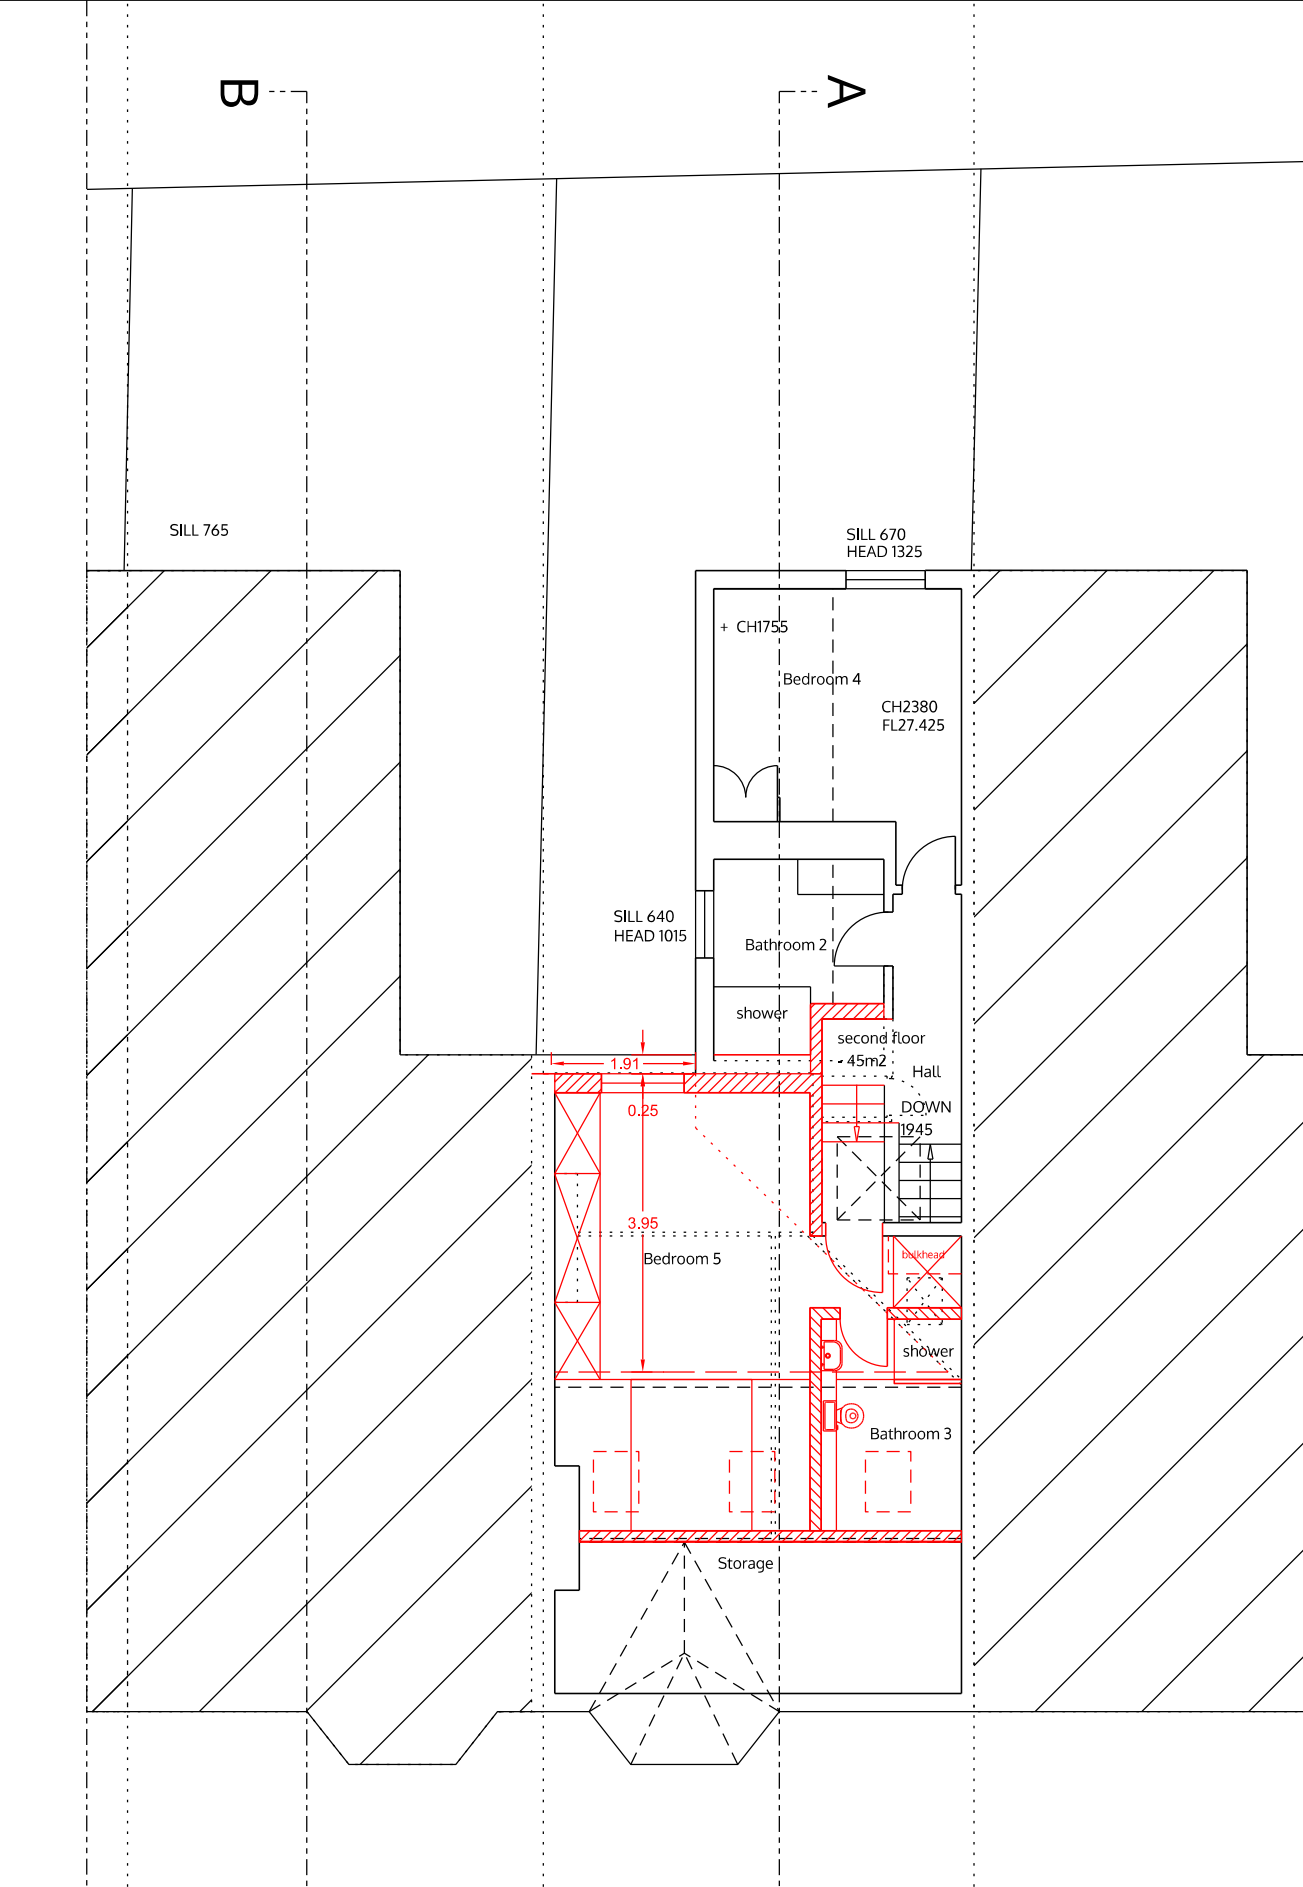 B
A
SILL 765
SILL 670
HEAD 1325
+ CH1755
Bedroom 4
CH2380
FL27.425
SILL 640
HEAD 1015
Bathroom 2
shower
second floor
- 45m2
Hall
1.91
0.25
DOWN
1945
3.95
Bedroom 5
bulkhead
shower
Bathroom 3
Storage